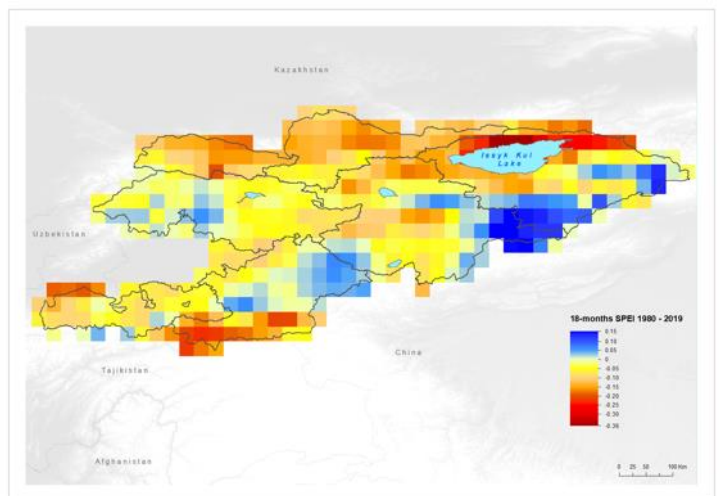 Kazakhstan
Issyk Kul
Lake
Uzbekistan
18-months SPEI 1980 - 2019
0.15
0.10
0.05
0
-0.05
-0.10
-0.15
-0.20
-0.25
-0.30
-0.36
China
Tajikistan
Afghanistan
0 25 50 100 Km